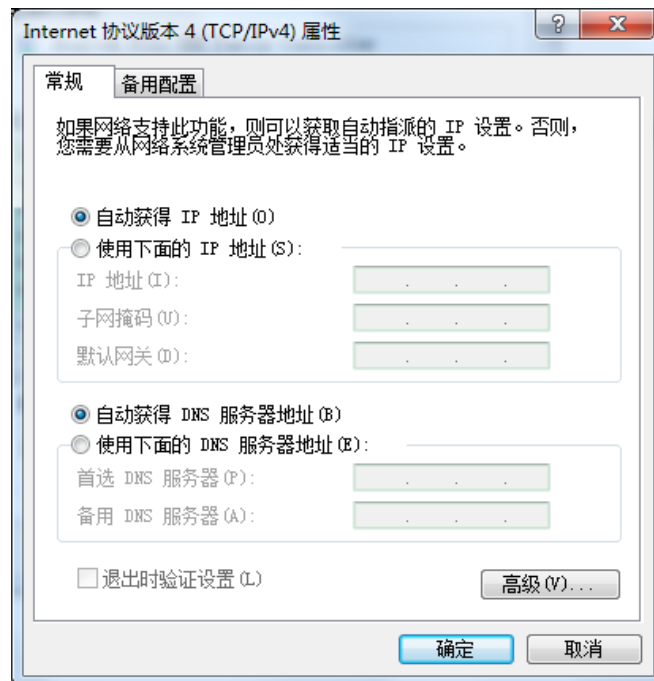 Internet 协议版本 4 (TCP/IPv4) 属性
常规 备用配置
如果网络支持此功能,则可以获取自动指派的 IP 设置。否则,
您需要从网络系统管理员处获得适当的 IP 设置。
自动获得 IP 地址(O)
使用下面的 IP 地址(S):
IP 地址(I):
子网掩码(U):
默认网关(D):
自动获得 DNS 服务器地址(B)
使用下面的 DNS 服务器地址(E):
首选 DNS 服务器(P):
备用 DNS 服务器(A):
退出时验证设置(L)
高级(V)...
确定 取消